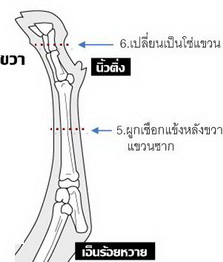 6.เปลี่ยนเป็นโซ่แขวน
ขวา
นิ้วติ่ง
5.ผูกเชือกแข้งหลังขวา
แขวนซาก
เอ็นร้อยหวาย